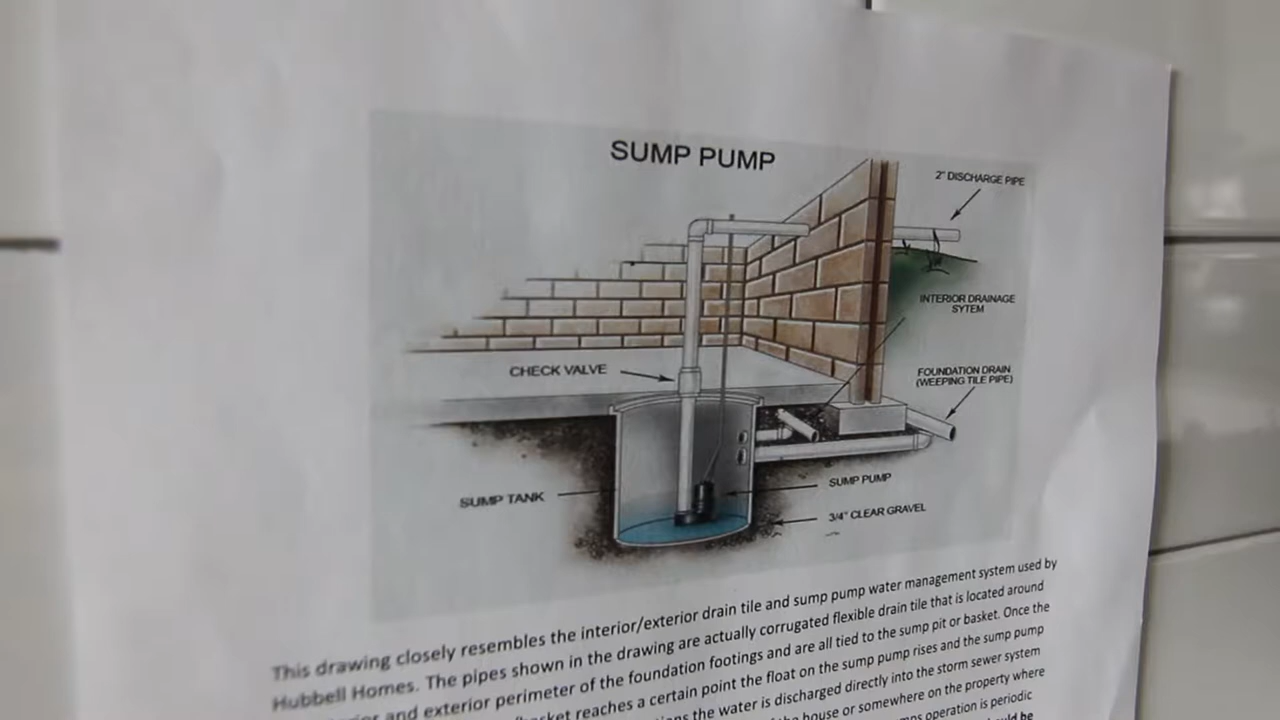 SUMP PUMP
2" DISCHARGE PIPE
INTERIOR DRAINAGE
SYTEM
FOUNDATION DRAIN
(WEEPING TILE PIPE)
CHECK VALVE
SUMP TANK
SUMP PUMP
3/4" CLEAR GRAVEL
This drawing closely resembles the interior/exterior drain tile and sump pump water management system used by
Hubbell Homes. The pipes shown in the drawing are actually corrugated flexible drain tile that is located around
and exterior perimeter of the foundation footings and are all tied to the sump pit or basket. Once the
reaches a certain point the float on the sump pump rises and the sump pump
the water is discharged directly into the storm sewer system
house or somewhere on the property where
operation is periodic
be